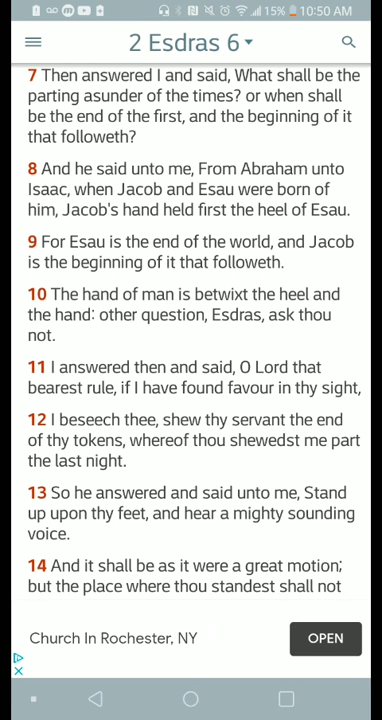 15% 10:50 AM
2 Esdras 6
7 Then answered I and said, What shall be the
parting asunder of the times? or when shall
be the end of the first, and the beginning of it
that followeth?
8 And he said unto me, From Abraham unto
Isaac, when Jacob and Esau were born of
him, Jacob's hand held first the heel of Esau.
9 For Esau is the end of the world, and Jacob
is the beginning of it that followeth.
10 The hand of man is betwixt the heel and
the hand: other question, Esdras, ask thou
not.
11 I answered then and said, O Lord that
bearest rule, if I have found favour in thy sight,
12 I beseech thee, shew thy servant the end
of thy tokens, whereof thou shewedst me part
the last night.
13 So he answered and said unto me, Stand
up upon thy feet, and hear a mighty sounding
voice.
14 And it shall be as it were a great motion;
but the place where thou standest shall not
Church In Rochester, NY
OPEN